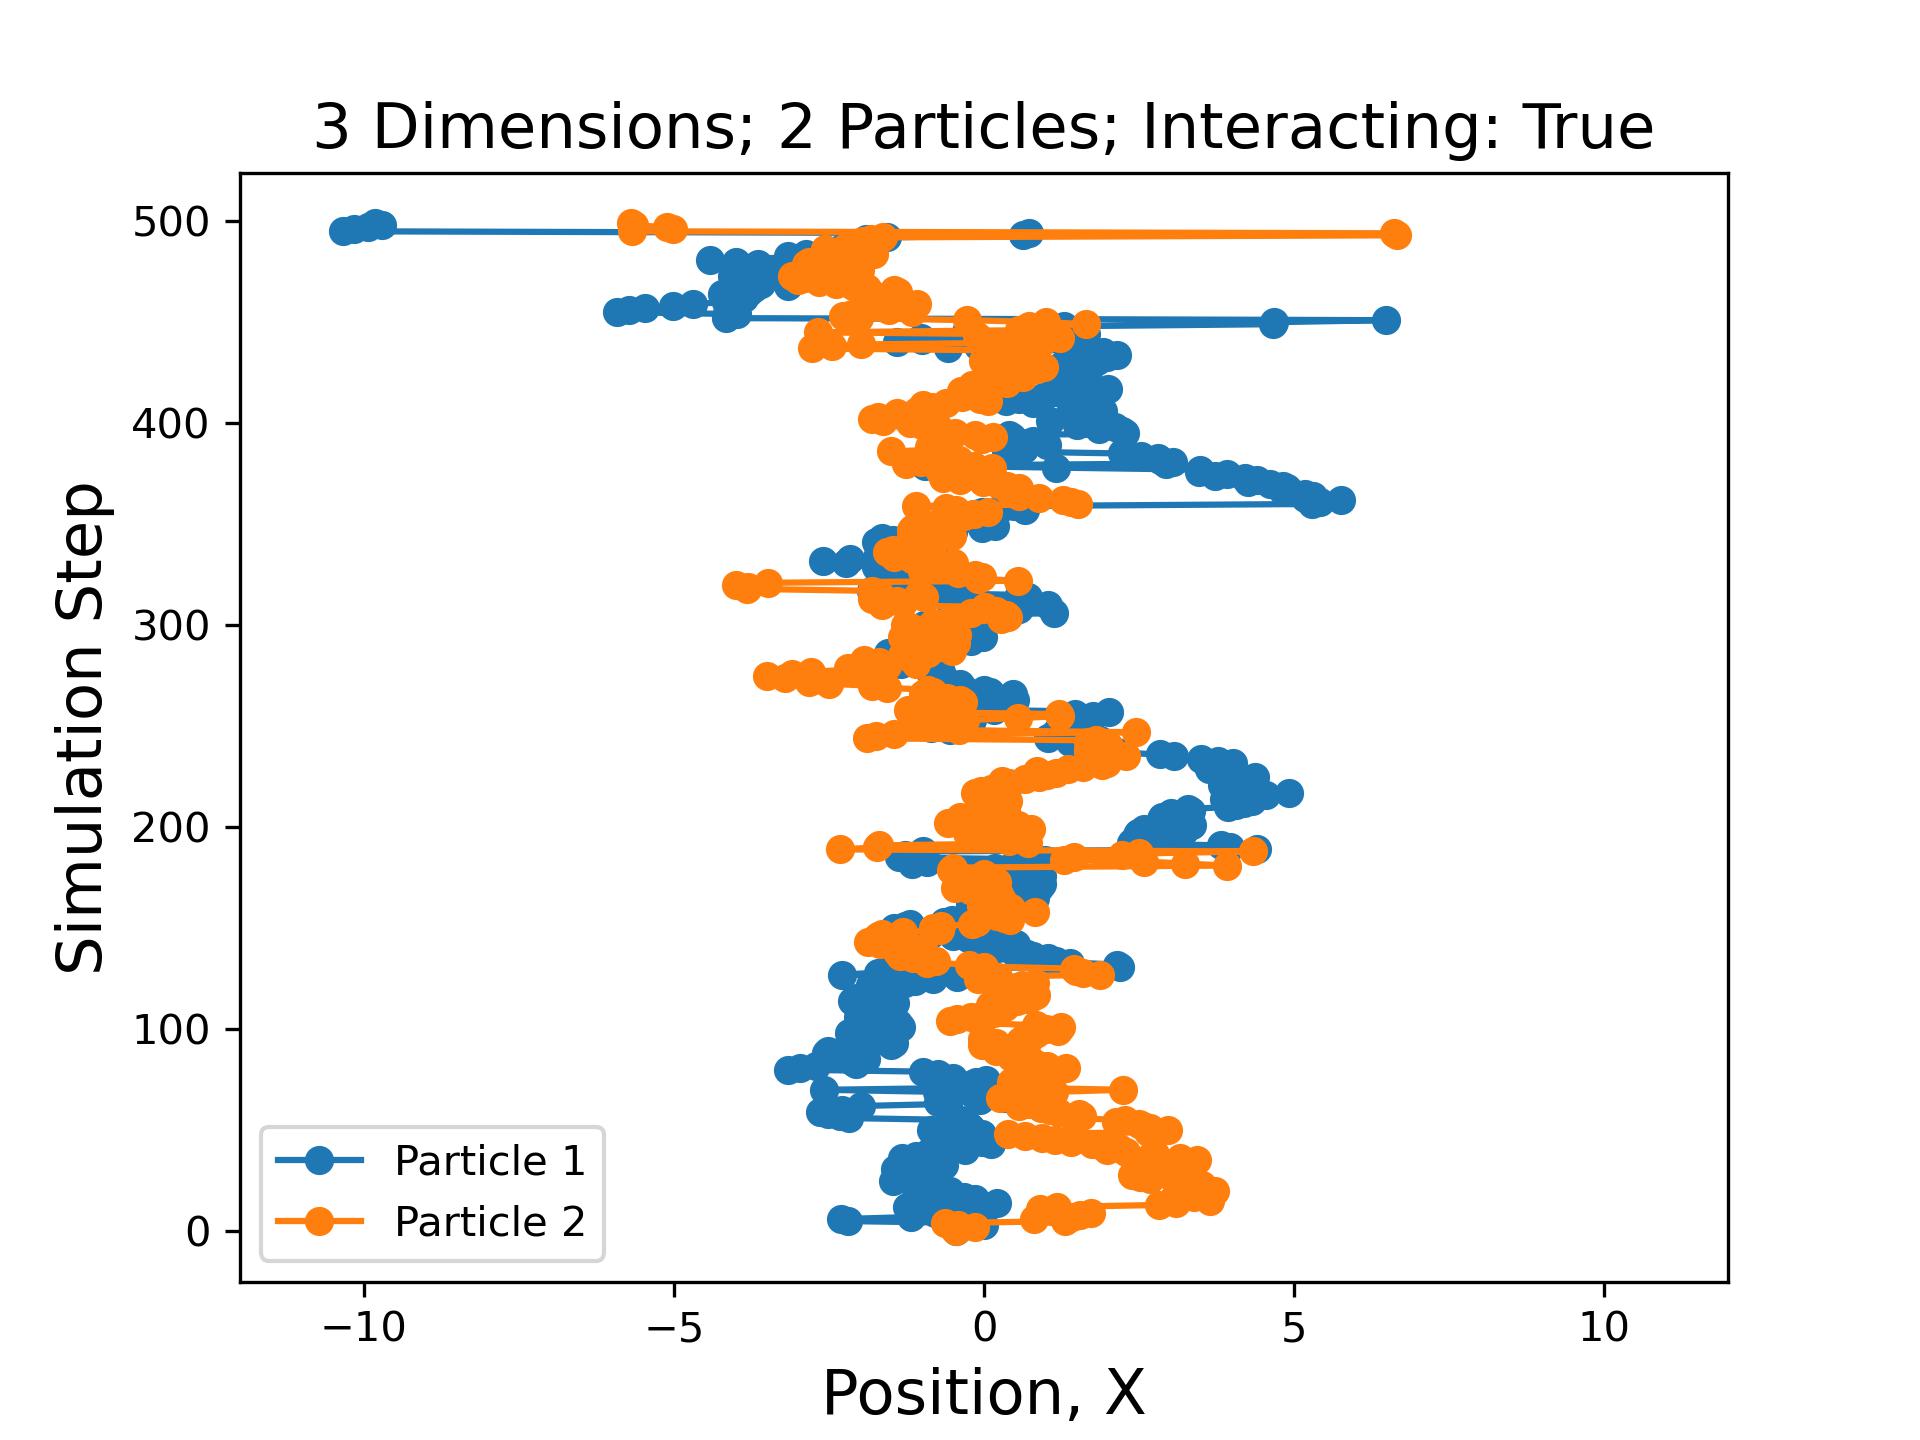 3 Dimensions; 2 Particles; Interacting: True
500
400
300
200
100
0
Simulation Step
Particle 1
Particle 2
−10
−5
0
5
10
Position, X